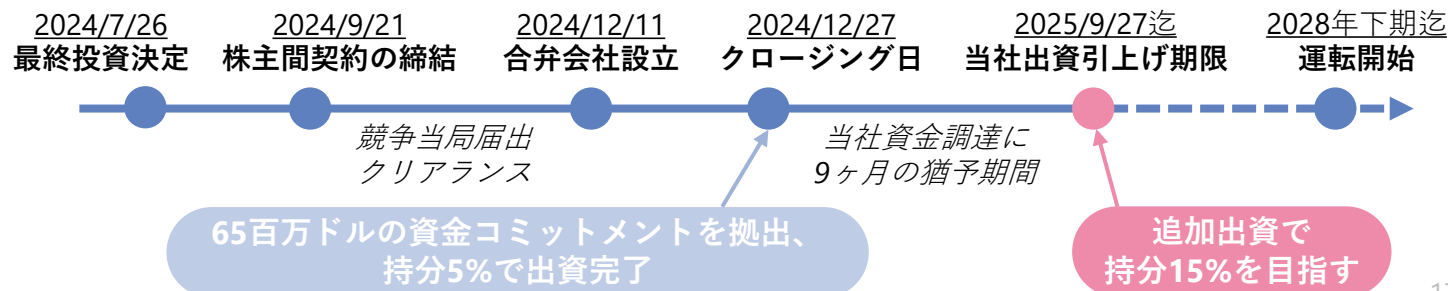 2024/7/26
最終投資決定
2024/9/21
株主間契約の締結
2024/12/11
合弁会社設立
2024/12/27
クロージング日
2025/9/27迄
当社出資引上げ期限
2028年下期迄
運転開始
競争当局届出
クリアランス
当社資金調達に
9ヶ月の猶予期間
65百万ドルの資金コミットメントを拠出、
持分5%で出資完了
追加出資で
持分15%を目指す